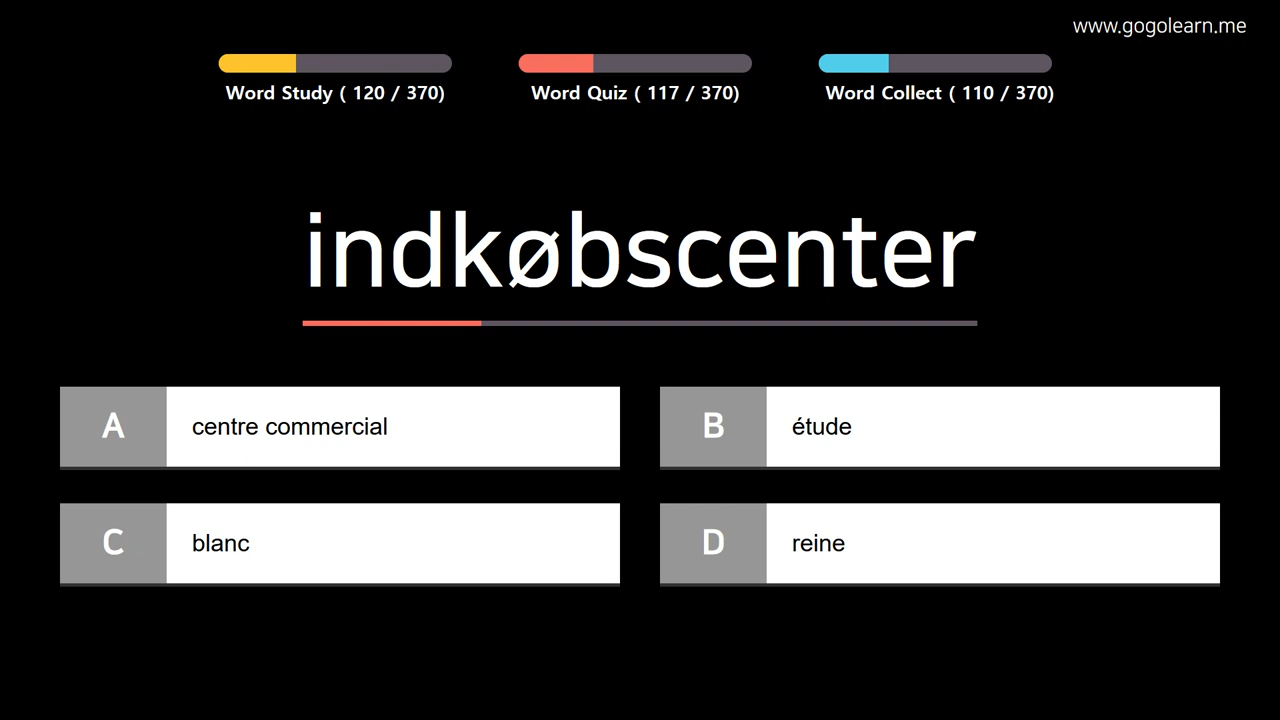 www.gogolearn.me
Word Study ( 120 / 370)
Word Quiz ( 117 / 370)
Word Collect ( 110 / 370)
indkøbscenter
A
centre commercial
B
étude
C
blanc
D
reine